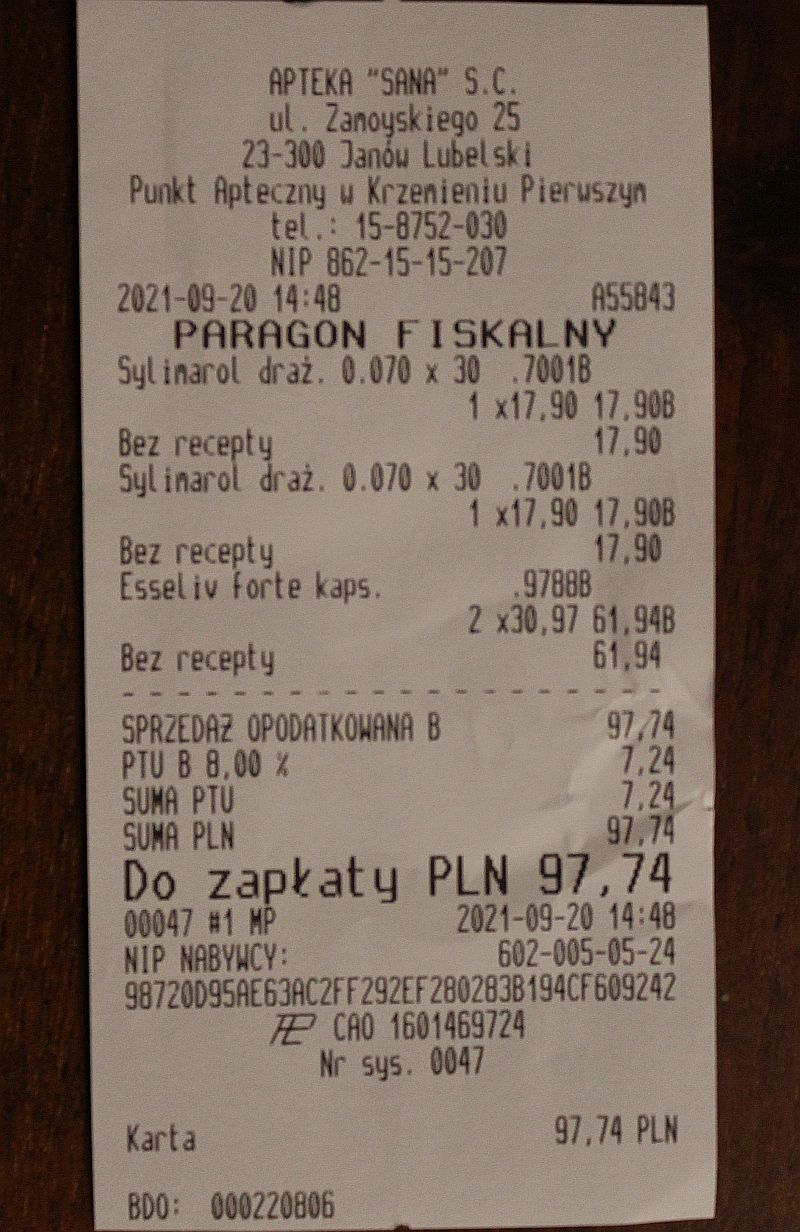 APTEKA "SANA" S.C.
ul. Zamoyskiego 25
23-300 Janów Lubelski
Punkt Apteczny w Krzemieniu Pierwszym
tel.: 15-8752-030
NIP 862-15-15-207
2021-09-20 14:48 A55843
PARAGON FISKALNY
Sylimarol draż. 0.070 x 30 .7001B
1 x17,90 17,90B
Bez recepty 17,90
Sylimarol draż. 0.070 x 30 .7001B
1 x17,90 17,90B
Bez recepty 17,90
Esseliv forte kaps. .9788B
2 x30,97 61,94B
Bez recepty 61,94
SPRZEDAŻ OPODATKOWANA B 97,74
PTU B 8,00 % 7,24
SUMA PTU 7,24
SUMA PLN 97,74
Do zapłaty PLN 97,74
00047 #1 MP 2021-09-20 14:48
NIP NABYWCY: 602-005-05-24
98720D95AE63AC2FF292EF280283B194CF609242
CAO 1601469724
Nr sys. 0047
Karta 97,74 PLN
BDO: 000220806